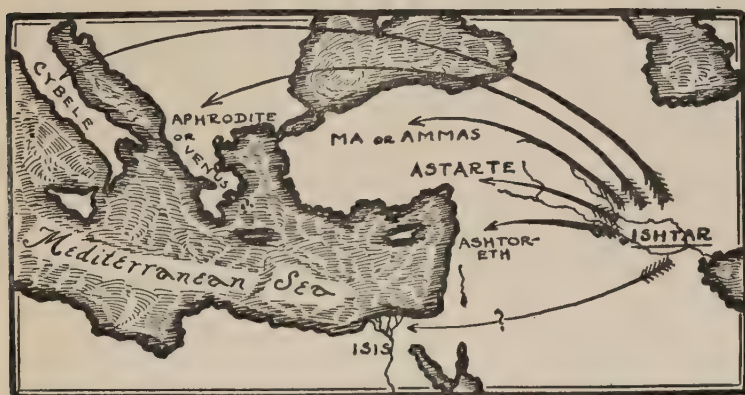 CYBELE
APHRODITE
OR
VENUS
MA OR AMMAS
ASTARTE
ASHTOR-
ETH
ISHTAR
Mediterranean Sea
?
ISIS